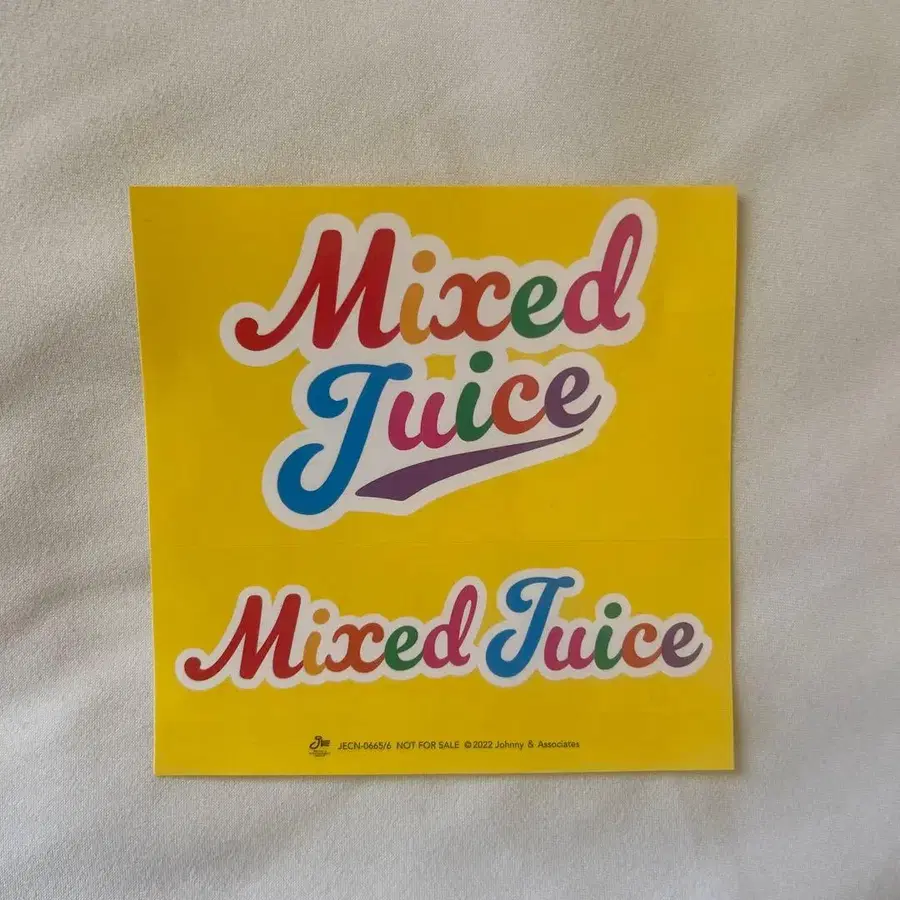 Mixed
Juice
Mixed Juice
JECN-0665/6 NOT FOR SALE ©2022 Johnny & Associates